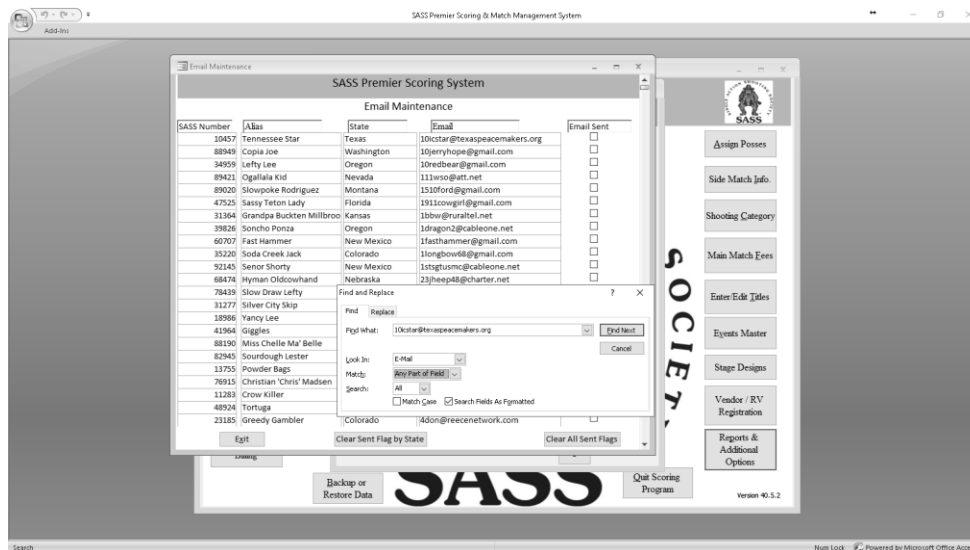 SASS Premier Scoring & Match Management System
Add-Ins
Email Maintenance
SASS Premier Scoring System
Email Maintenance
SASS Number Alias State Email Email Sent
10457 Tennessee Star Texas 10icstar@texaspeacemakers.org
88949 Copia Joe Washington 10jerryhope@gmail.com
34959 Lefty Lee Oregon 10redbear@gmail.com
89421 Ogallala Kid Nevada 111wso@att.net
89020 Slowpoke Rodriguez Montana 1510ford@gmail.com
47525 Sassy Teton Lady Florida 1911cowgirl@gmail.com
31364 Grandpa Buckten Millbroo Kansas 1bbw@ruraltel.net
39826 Soncho Ponza Oregon 1dragon2@cableone.net
60707 Fast Hammer New Mexico 1fasthammer@gmail.com
35220 Soda Creek Jack Colorado 1longbow68@gmail.com
92145 Senor Shorty New Mexico 1stsgtusmc@cableone.net
68474 Hyman Oldcowhand Nebraska 23jheep48@charter.net
78439 Slow Draw Lefty
31277 Silver City Skip
18986 Yancy Lee
41964 Giggles
88190 Miss Chelle Ma' Belle
82945 Sourdough Lester
13755 Powder Bags
76915 Christian 'Chris' Madsen
11283 Crow Killer
48924 Tortuga
23185 Greedy Gambler Colorado 4don@reecenetwork.com
Exit Clear Sent Flag by State Clear All Sent Flags
Find and Replace
Find Replace
Find What: 10icstar@texaspeacemakers.org Find Next
Cancel
Look In: E-Mail
Match: Any Part of Field
Search: All
Match Case Search Fields As Formatted
SASS
Assign Posses
Side Match Info.
Shooting Category
Main Match Fees
Enter/Edit Titles
Events Master
Stage Designs
Vendor / RV
Registration
Reports &
Additional
Options
SOCIETY
Backup or
Restore Data
SASS
Quit Scoring
Program
Version 40.5.2
Search
Num Lock Powered by Microsoft Office Acce